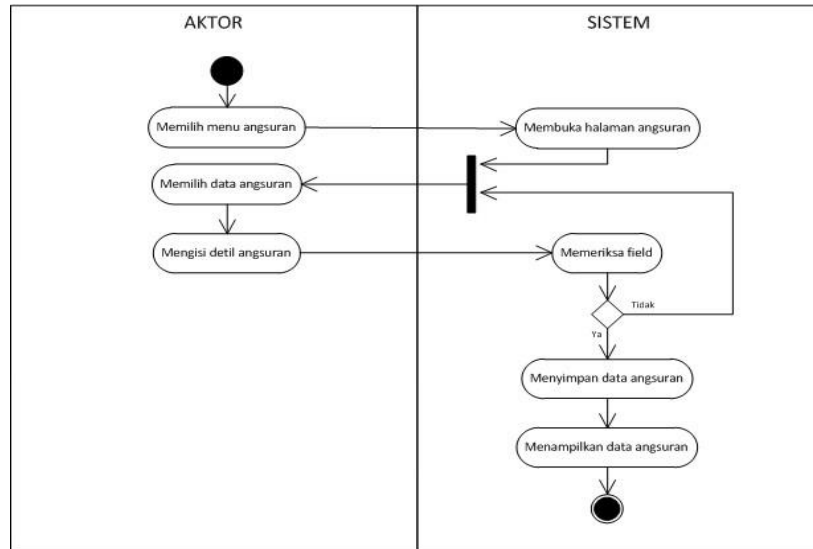 AKTOR
SISTEM
Memilih menu angsuran
Membuka halaman angsuran
Memilih data angsuran
Mengisi detil angsuran
Memeriksa field
Tidak
Ya
Menyimpan data angsuran
Menampilkan data angsuran